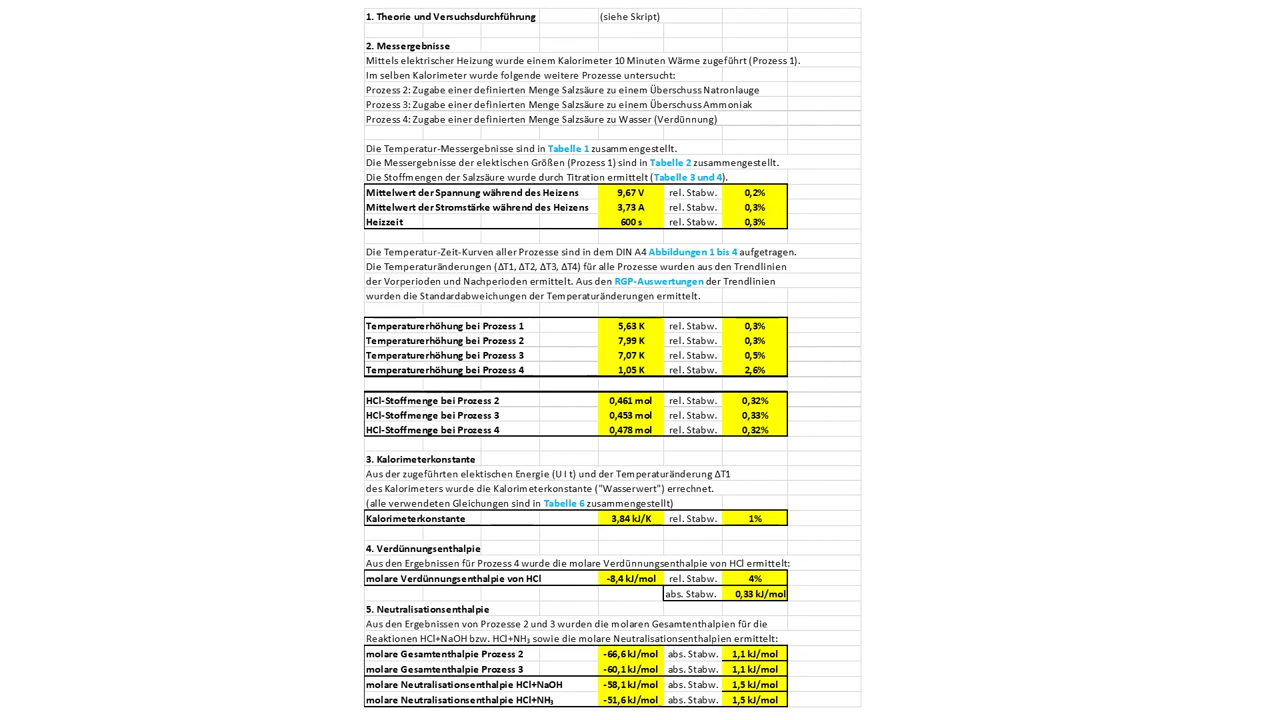 1. Theorie und Versuchsdurchführung (siehe Skript)
2. Messergebnisse
Mittels elektrischer Heizung wurde einem Kalorimeter 10 Minuten Wärme zugeführt (Prozess 1).
Im selben Kalorimeter wurde folgende weitere Prozesse untersucht:
Prozess 2: Zugabe einer definierten Menge Salzsäure zu einem Überschuss Natronlauge
Prozess 3: Zugabe einer definierten Menge Salzsäure zu einem Überschuss Ammoniak
Prozess 4: Zugabe einer definierten Menge Salzsäure zu Wasser (Verdünnung)
Die Temperatur-Messergebnisse sind in Tabelle 1 zusammengestellt.
Die Messergebnisse der elektischen Größen (Prozess 1) sind in Tabelle 2 zusammengestellt.
Die Stoffmengen der Salzsäure wurde durch Titration ermittelt (Tabelle 3 und 4).
Mittelwert der Spannung während des Heizens 9,67 V rel. Stabw. 0,2%
Mittelwert der Stromstärke während des Heizens 3,73 A rel. Stabw. 0,3%
Heizzeit 600 s rel. Stabw. 0,3%
Die Temperatur-Zeit-Kurven aller Prozesse sind in dem DIN A4 Abbildungen 1 bis 4 aufgetragen.
Die Temperaturänderungen (ΔT1, ΔT2, ΔT3, ΔT4) für alle Prozesse wurden aus den Trendlinien
der Vorperioden und Nachperioden ermittelt. Aus den RGP-Auswertungen der Trendlinien
wurden die Standardabweichungen der Temperaturänderungen ermittelt.
Temperaturerhöhung bei Prozess 1 5,63 K rel. Stabw. 0,3%
Temperaturerhöhung bei Prozess 2 7,99 K rel. Stabw. 0,3%
Temperaturerhöhung bei Prozess 3 7,07 K rel. Stabw. 0,5%
Temperaturerhöhung bei Prozess 4 1,05 K rel. Stabw. 2,6%
HCl-Stoffmenge bei Prozess 2 0,461 mol rel. Stabw. 0,32%
HCl-Stoffmenge bei Prozess 3 0,453 mol rel. Stabw. 0,33%
HCl-Stoffmenge bei Prozess 4 0,478 mol rel. Stabw. 0,32%
3. Kalorimeterkonstante
Aus der zugeführten elektischen Energie (U I t) und der Temperaturänderung ΔT1
des Kalorimeters wurde die Kalorimeterkonstante ("Wasserwert") errechnet.
(alle verwendeten Gleichungen sind in Tabelle 6 zusammengestellt)
Kalorimeterkonstante 3,84 kJ/K rel. Stabw. 1%
4. Verdünnungsenthalpie
Aus den Ergebnissen für Prozess 4 wurde die molare Verdünnungsenthalpie von HCl ermittelt:
molare Verdünnungsenthalpie von HCl -8,4 kJ/mol rel. Stabw. 4%
abs. Stabw. 0,33 kJ/mol
5. Neutralisationsenthalpie
Aus den Ergebnissen von Prozesse 2 und 3 wurden die molaren Gesamtenthalpien für die
Reaktionen HCl+NaOH bzw. HCl+NH₃ sowie die molare Neutralisationsenthalpien ermittelt:
molare Gesamtenthalpie Prozess 2 -66,6 kJ/mol abs. Stabw. 1,1 kJ/mol
molare Gesamtenthalpie Prozess 3 -60,1 kJ/mol abs. Stabw. 1,1 kJ/mol
molare Neutralisationsenthalpie HCl+NaOH -58,1 kJ/mol abs. Stabw. 1,5 kJ/mol
molare Neutralisationsenthalpie HCl+NH₃ -51,6 kJ/mol abs. Stabw. 1,5 kJ/mol